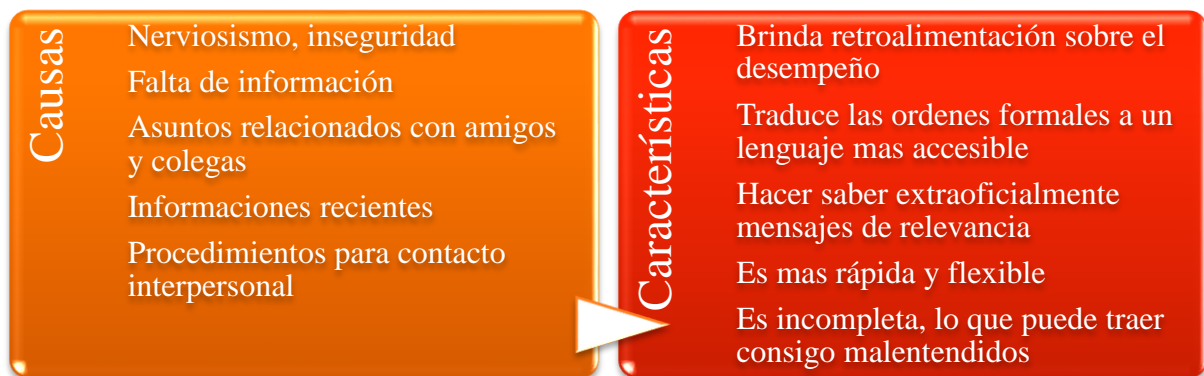 Causas
Nerviosismo, inseguridad
Falta de información
Asuntos relacionados con amigos
y colegas
Informaciones recientes
Procedimientos para contacto
interpersonal
Características
Brinda retroalimentación sobre el
desempeño
Traduce las ordenes formales a un
lenguaje mas accesible
Hacer saber extraoficialmente
mensajes de relevancia
Es mas rápida y flexible
Es incompleta, lo que puede traer
consigo malentendidos